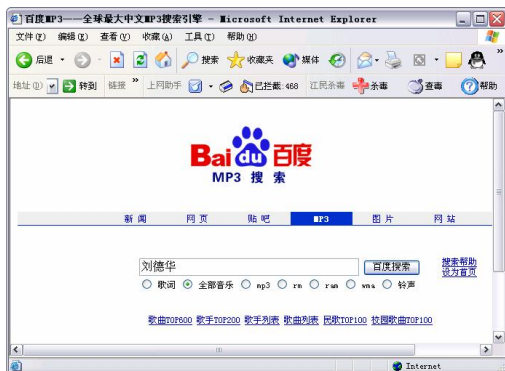 百度MP3——全球最大中文MP3搜索引擎 - Microsoft Internet Explorer
文件(F) 编辑(E) 查看(V) 收藏(A) 工具(T) 帮助(H)
后退 搜索 收藏夹 媒体
地址(D) 转到 链接 上网助手 已拦截:468 江民杀毒 杀毒 查毒 帮助
Bai du 百度
MP3 搜 索
新 闻 网 页 贴 吧 MP3 图 片 网 站
刘德华 百度搜索 搜索帮助
设为首页
歌词 全部音乐 mp3 rm ram wma 铃声
歌曲TOP600 歌手TOP200 歌手列表 歌曲列表 民歌TOP100 校园歌曲TOP100
Internet